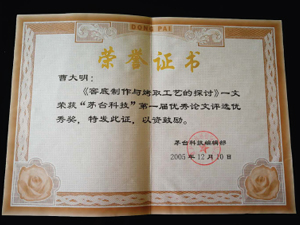 荣誉证书
曹大明：
《窖底制作与烤取工艺的探讨》一文
荣获“茅台科技”第一届优秀论文评选优
秀奖，特发此证，以资鼓励。
茅台科技编辑部
2005年12月10日